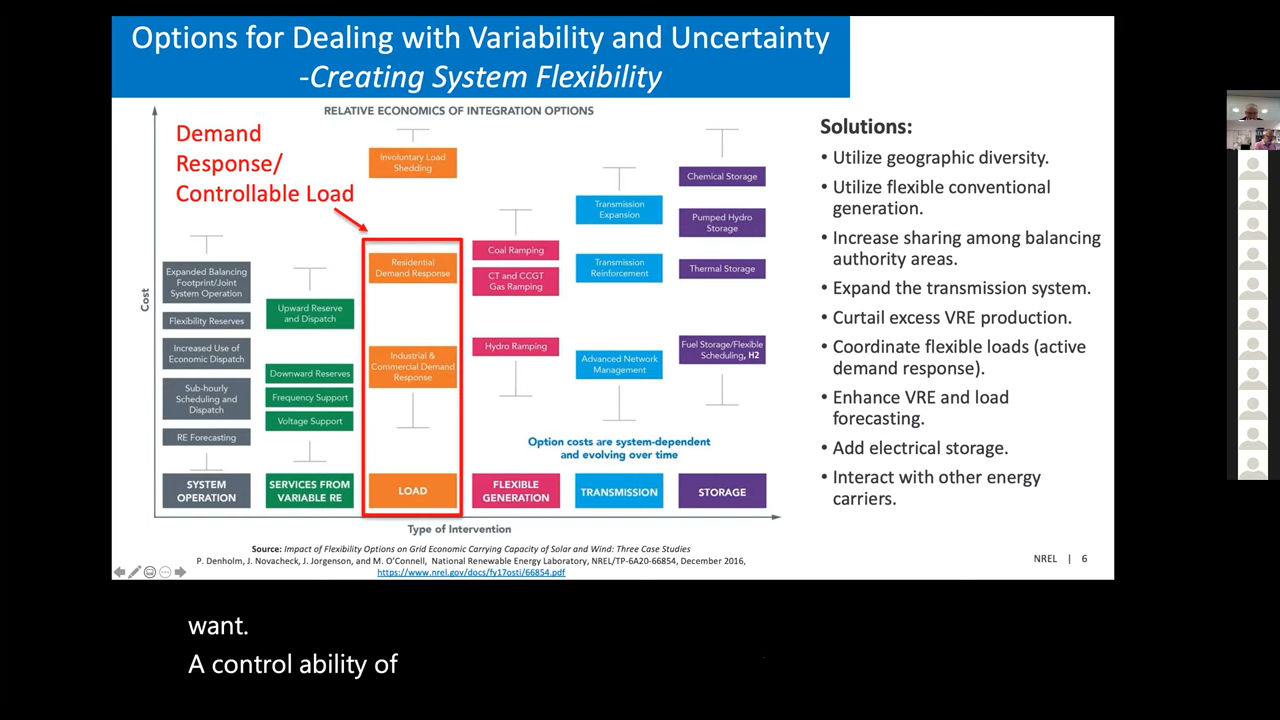 Options for Dealing with Variability and Uncertainty
-Creating System Flexibility
RELATIVE ECONOMICS OF INTEGRATION OPTIONS
Demand
Response/
Controllable Load
Cost
Expanded Balancing
Footprint/Joint
System Operation
Flexibility Reserves
Increased Use of
Economic Dispatch
Sub-hourly
Scheduling and
Dispatch
RE Forecasting
SYSTEM
OPERATION
Upward Reserve
and Dispatch
Downward Reserves
Frequency Support
Voltage Support
SERVICES FROM
VARIABLE RE
Involuntary Load
Shedding
Residential
Demand Response
Industrial &
Commercial Demand
Response
LOAD
Coal Ramping
CT and CCGT
Gas Ramping
Hydro Ramping
FLEXIBLE
GENERATION
Transmission
Expansion
Transmission
Reinforcement
Advanced Network
Management
TRANSMISSION
Chemical Storage
Pumped Hydro
Storage
Thermal Storage
Fuel Storage/Flexible
Scheduling, H2
STORAGE
Option costs are system-dependent
and evolving over time
Type of Intervention
Solutions:
• Utilize geographic diversity.
• Utilize flexible conventional
generation.
• Increase sharing among balancing
authority areas.
• Expand the transmission system.
• Curtail excess VRE production.
• Coordinate flexible loads (active
demand response).
• Enhance VRE and load
forecasting.
• Add electrical storage.
• Interact with other energy
carriers.
Source: Impact of Flexibility Options on Grid Economic Carrying Capacity of Solar and Wind: Three Case Studies
P. Denholm, J. Novacheck, J. Jorgenson, and M. O'Connell, National Renewable Energy Laboratory, NREL/TP-6A20-66854, December 2016,
https://www.nrel.gov/docs/fy17osti/66854.pdf
NREL | 6
want.
A control ability of